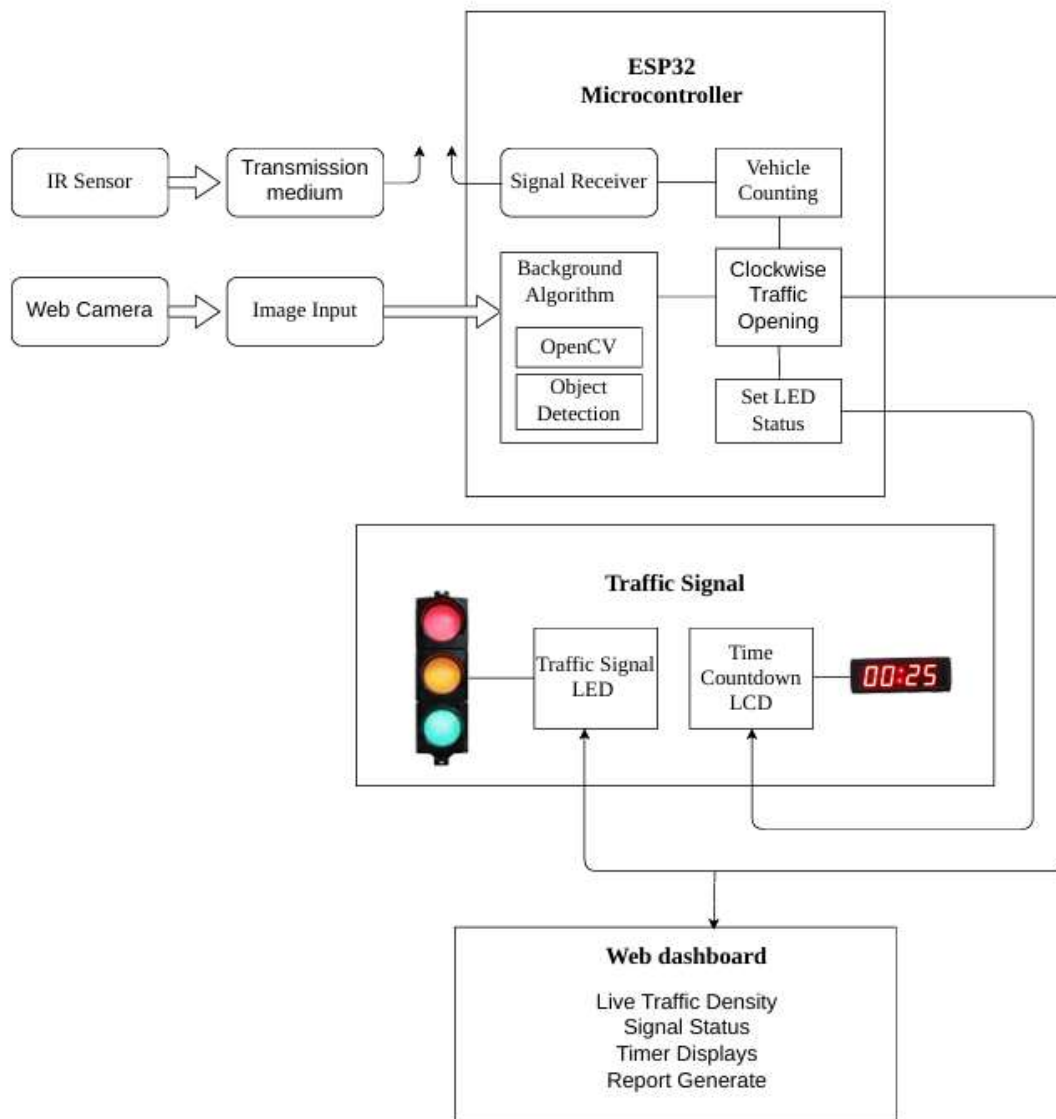 ESP32
Microcontroller
IR Sensor
Transmission
medium
Signal Receiver
Vehicle
Counting
Web Camera
Image Input
Background
Algorithm
OpenCV
Object
Detection
Clockwise
Traffic
Opening
Set LED
Status
Traffic Signal
Traffic Signal
LED
Time
Countdown
LCD
00:25
Web dashboard
Live Traffic Density
Signal Status
Timer Displays
Report Generate